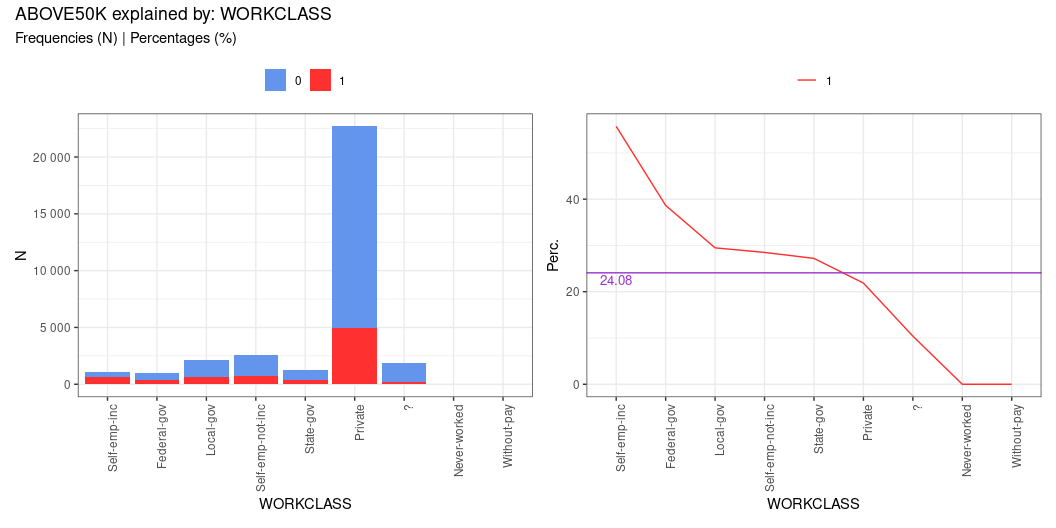 ABOVE50K explained by: WORKCLASS
Frequencies (N) | Percentages (%)
0 1
N
20 000
15 000
10 000
5 000
0
Self-emp-inc
Federal-gov
Local-gov
Self-emp-not-inc
State-gov
Private
?
Never-worked
Without-pay
WORKCLASS
1
Perc.
40
20
0
24.08
Self-emp-inc
Federal-gov
Local-gov
Self-emp-not-inc
State-gov
Private
?
Never-worked
Without-pay
WORKCLASS